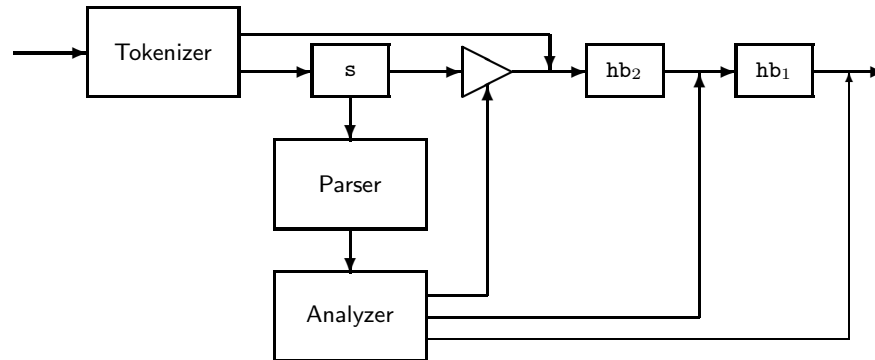 Tokenizer
s
hb₂
hb₁
Parser
Analyzer